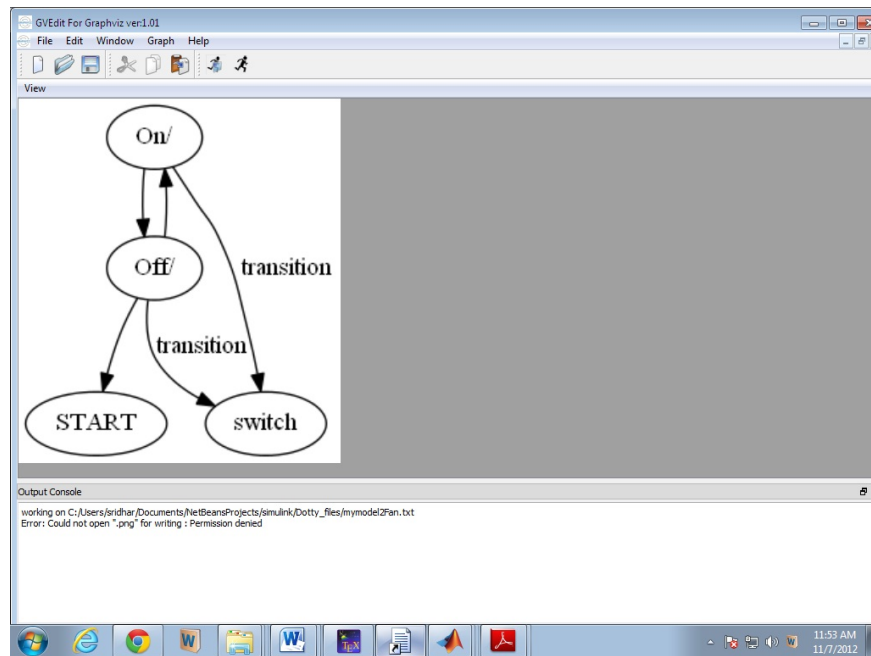 GVEdit For Graphviz ver:1.01
File Edit Window Graph Help
View
On/
Off/
transition
transition
START
switch
Output Console
working on C:/Users/sridhar/Documents/NetBeansProjects/simulink/Dotty_files/mymodel2Fan.txt
Error: Could not open ".png" for writing : Permission denied
W
W
TEX
W
11:53 AM
11/7/2012